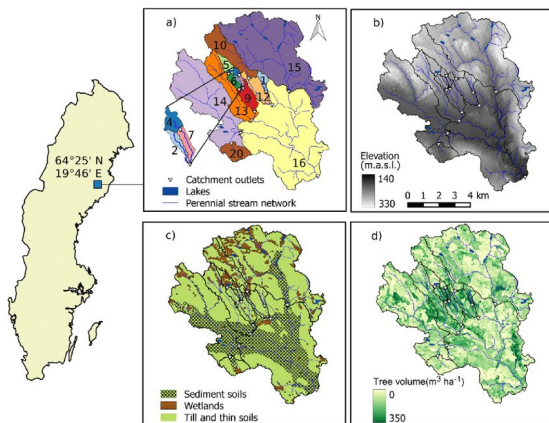 64°25' N
19°46' E
a)
N
10
15
5
6
1
9
12
14
13
4
7
2
20
16
Catchment outlets
Lakes
Perennial stream network
b)
Elevation
(m.a.s.l.)
140
330
0 1 2 3 4 km
c)
Sediment soils
Wetlands
Till and thin soils
d)
Tree volume(m³ ha⁻¹)
0
350